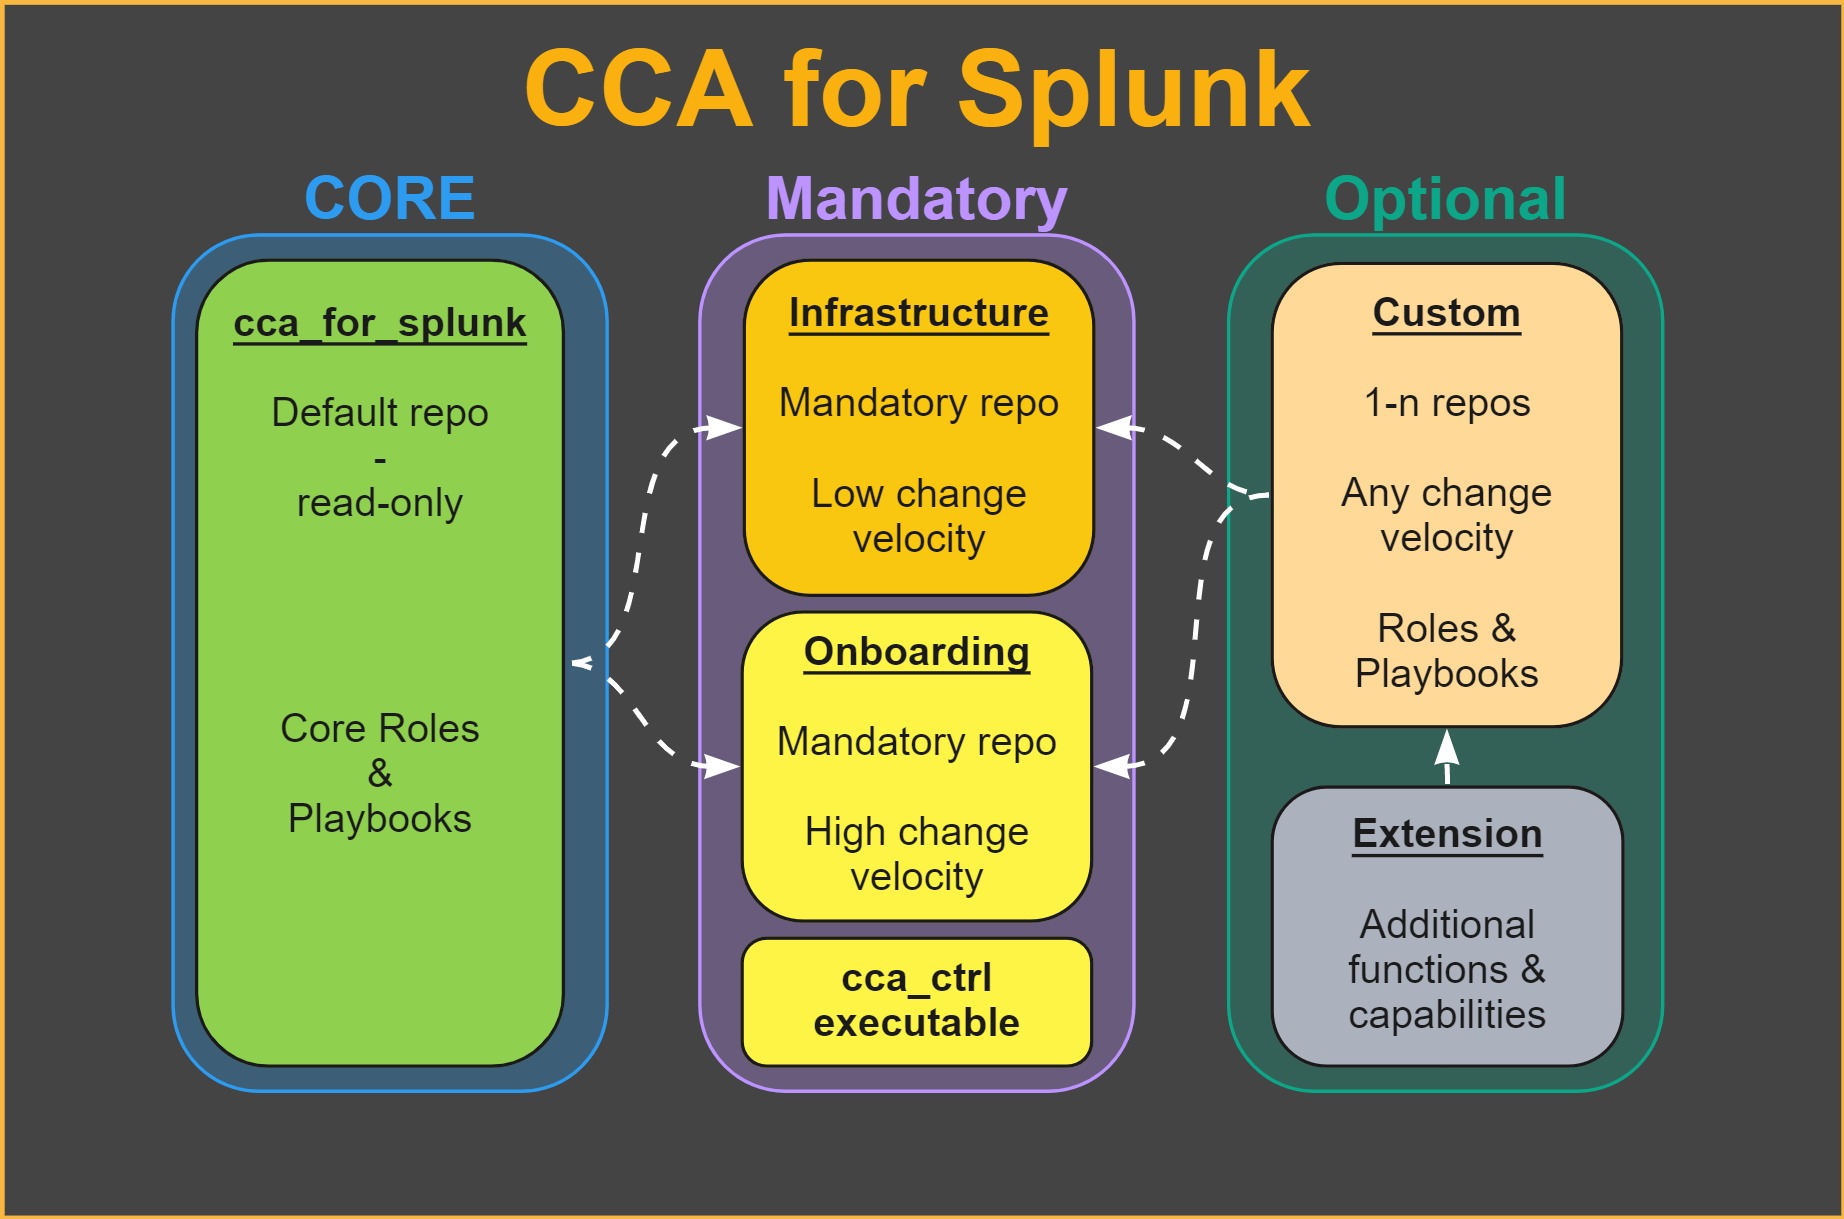 CCA for Splunk
CORE
cca_for_splunk
Default repo
-
read-only
Core Roles
&
Playbooks
Mandatory
Infrastructure
Mandatory repo
Low change
velocity
Onboarding
Mandatory repo
High change
velocity
cca_ctrl
executable
Optional
Custom
1-n repos
Any change
velocity
Roles &
Playbooks
Extension
Additional
functions &
capabilities